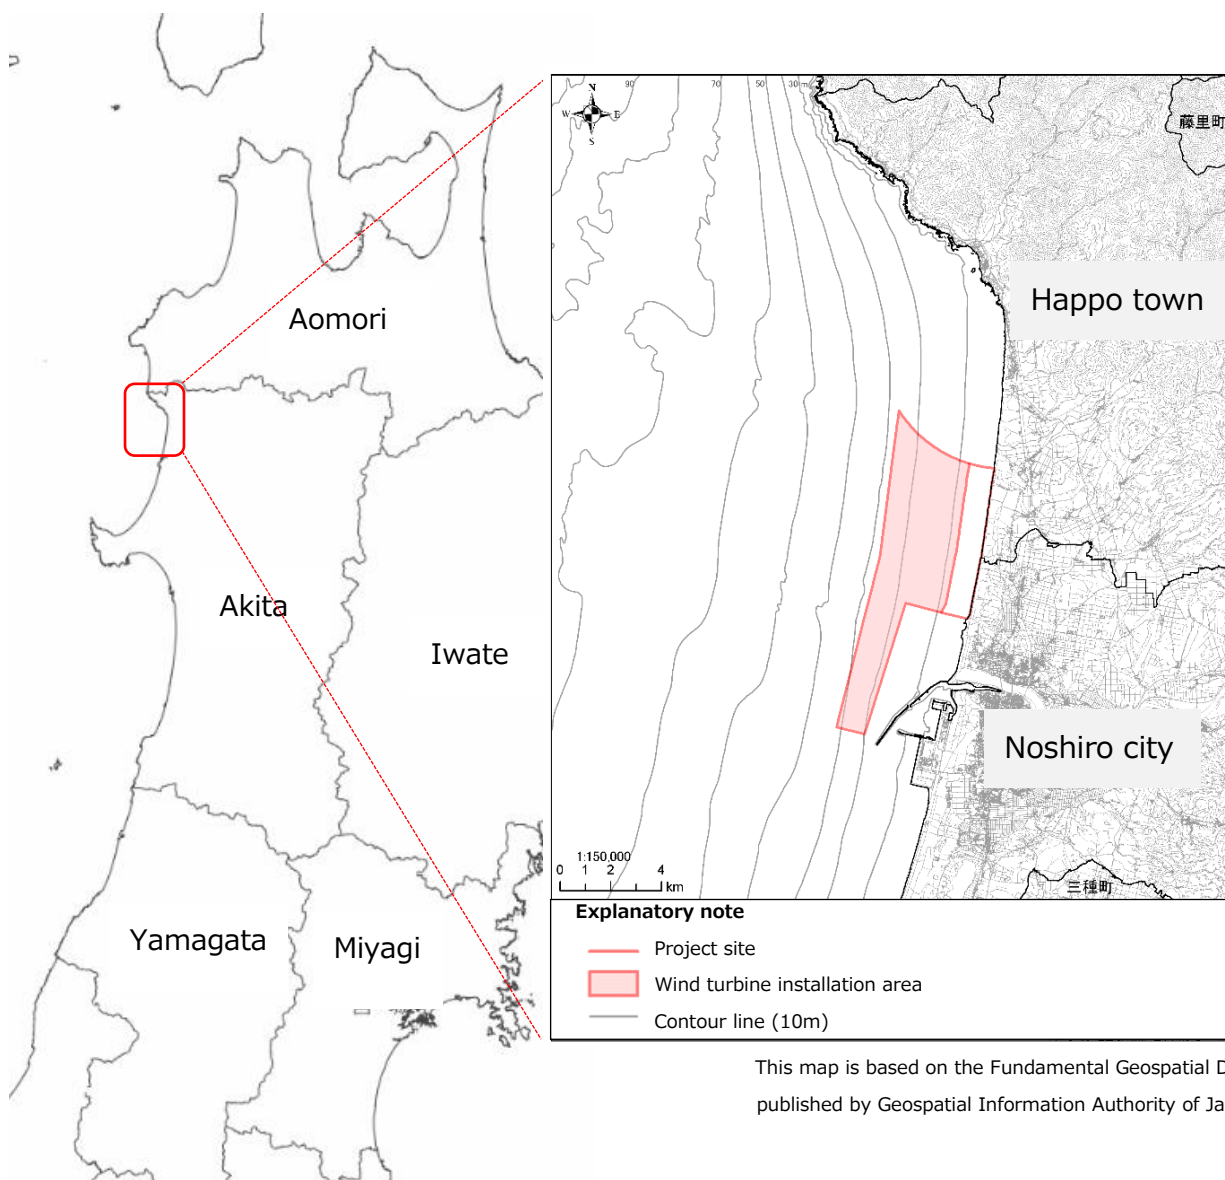 Aomori
Akita
Iwate
Yamagata
Miyagi
90
70
50
30 m
N
W
E
S
藤里町
Happo town
Noshiro city
三種町
1:150,000
0 1 2 4
km
Explanatory note
Project site
Wind turbine installation area
Contour line (10m)
This map is based on the Fundamental Geospatial D
published by Geospatial Information Authority of Ja